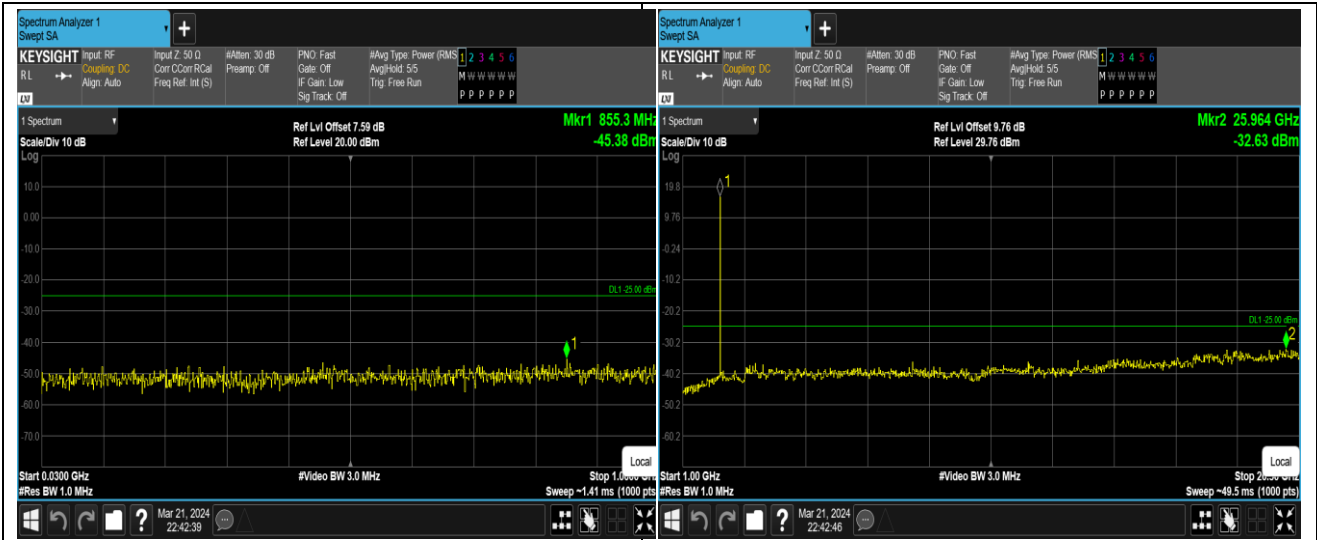 Spectrum Analyzer 1
Swept SA
+
KEYSIGHT
RL
LXI
Input: RF
Coupling: DC
Align: Auto
Input Z: 50 Ω
Corr CCorr RCal
Freq Ref: Int (S)
#Atten: 30 dB
Preamp: Off
PNO: Fast
Gate: Off
IF Gain: Low
Sig Track: Off
#Avg Type: Power (RMS
Avg|Hold: 5/5
Trig: Free Run
1 2 3 4 5 6
M W W W W W
P P P P P P
1 Spectrum
Scale/Div 10 dB
Log
Ref Lvl Offset 7.59 dB
Ref Level 20.00 dBm
Mkr1 855.3 MHz
-45.38 dBm
10.0
0.00
-10.0
-20.0
DL1 -25.00 dBm
-30.0
-40.0
1
-50.0
-60.0
-70.0
Local
Start 0.0300 GHz
#Video BW 3.0 MHz
#Res BW 1.0 MHz
Sweep ~1.41 ms (1000 pts)
?
Mar 21, 2024
22:42:39
Spectrum Analyzer 1
Swept SA
+
KEYSIGHT
RL
LXI
Input: RF
Coupling: DC
Align: Auto
Input Z: 50 Ω
Corr CCorr RCal
Freq Ref: Int (S)
#Atten: 30 dB
Preamp: Off
PNO: Fast
Gate: Off
IF Gain: Low
Sig Track: Off
#Avg Type: Power (RMS
Avg|Hold: 5/5
Trig: Free Run
1 2 3 4 5 6
M W W W W W
P P P P P P
1 Spectrum
Scale/Div 10 dB
Log
Ref Lvl Offset 9.76 dB
Ref Level 29.76 dBm
Mkr2 25.964 GHz
-32.63 dBm
1
19.8
9.76
-0.24
-10.2
-20.2
DL1 -25.00 dBm
2
-30.2
-40.2
-50.2
-60.2
Local
Start 1.00 GHz
#Video BW 3.0 MHz
#Res BW 1.0 MHz
Sweep ~49.5 ms (1000 pts)
?
Mar 21, 2024
22:42:46